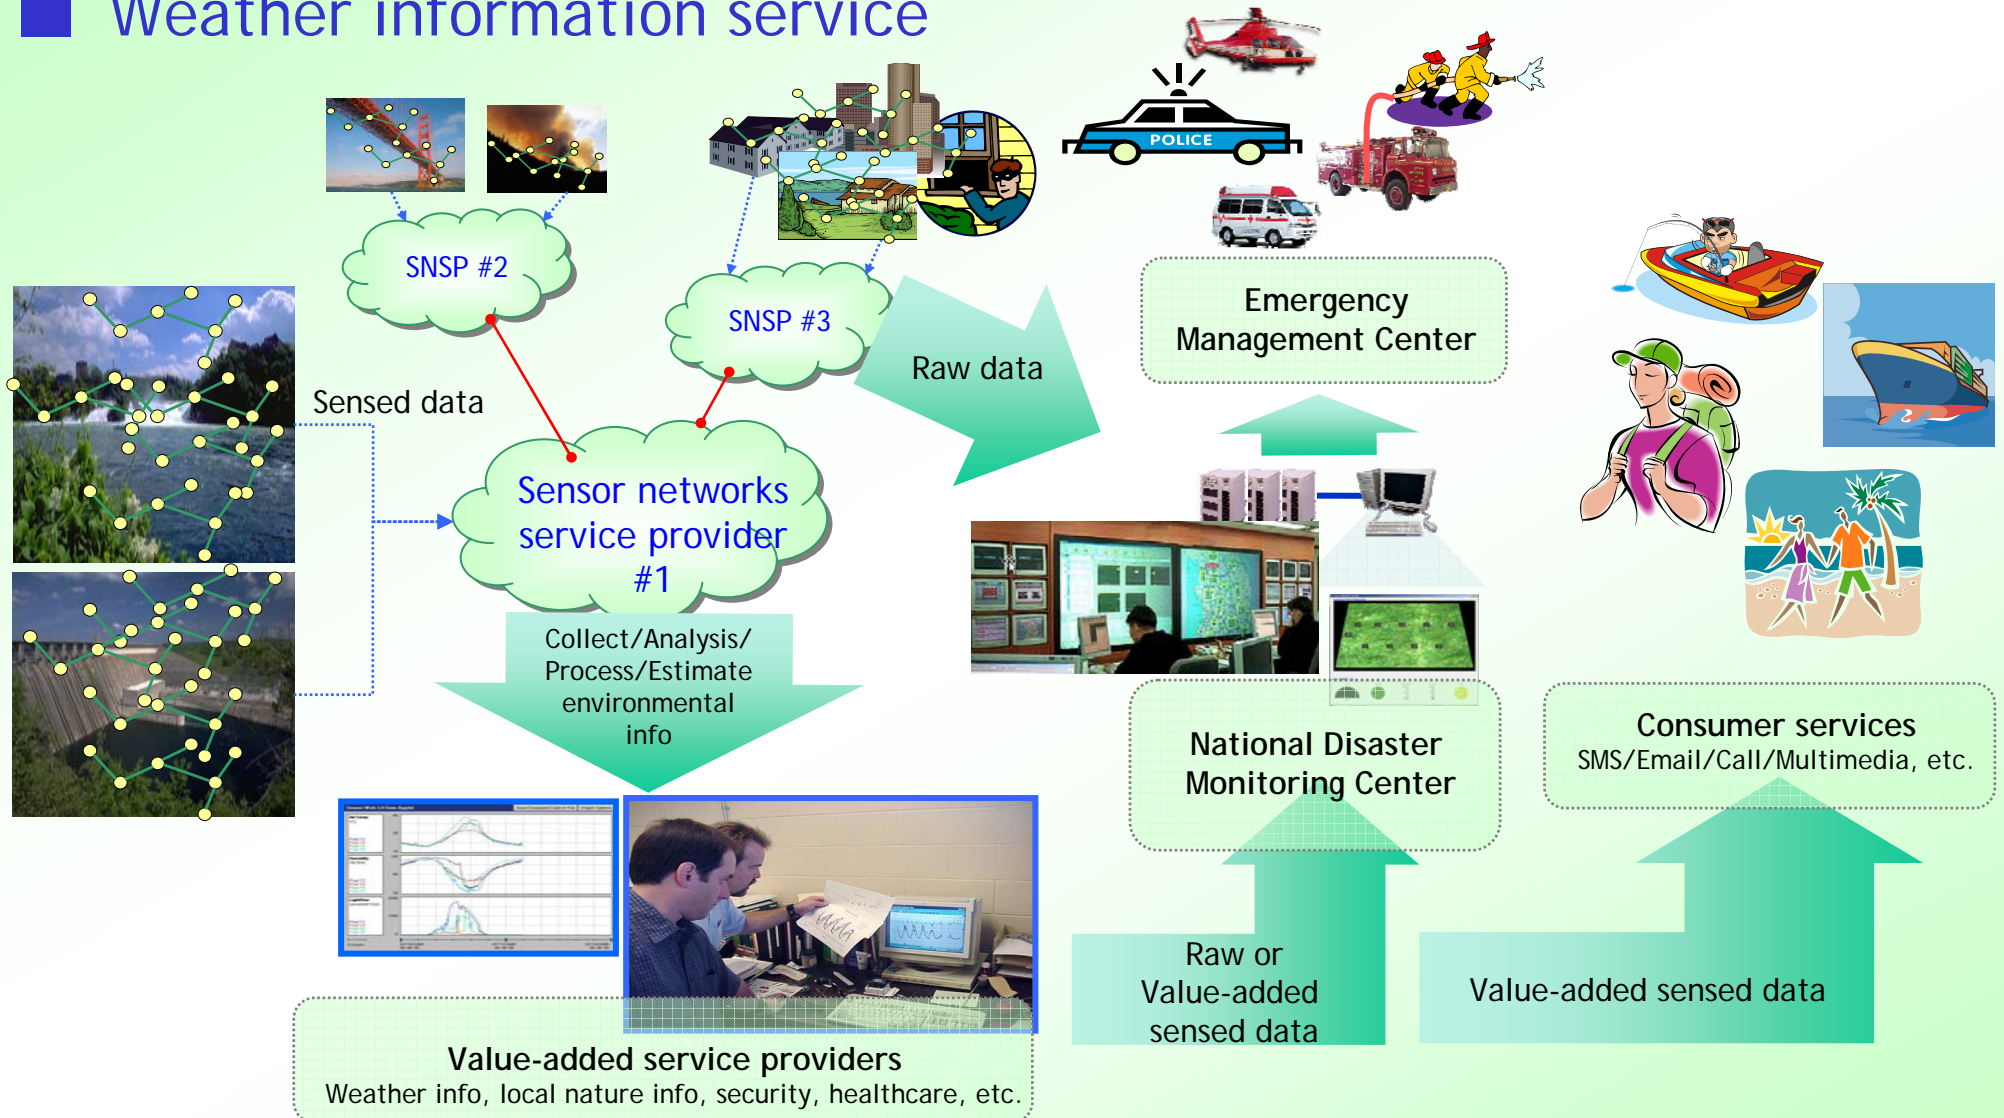 Weather information service
POLICE
SNSP #2
SNSP #3
Emergency
Management Center
Raw data
Sensed data
Sensor networks
service provider
#1
Collect/Analysis/
Process/Estimate
environmental
info
National Disaster
Monitoring Center
Consumer services
SMS/Email/Call/Multimedia, etc.
Raw or
Value-added
sensed data
Value-added sensed data
Value-added service providers
Weather info, local nature info, security, healthcare, etc.